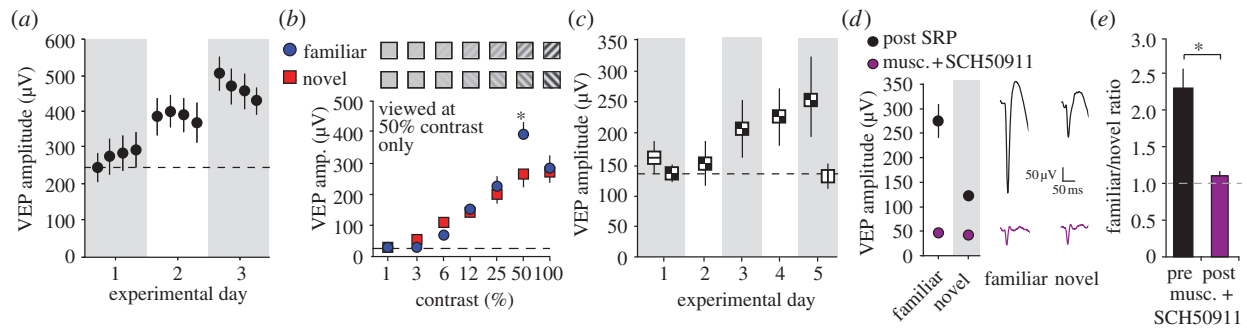 (a)
600
500
400
300
200
100
0
VEP amplitude (µV)
1 2 3
experimental day
(b)
familiar
novel
viewed at
50% contrast
only
*
500
400
300
200
100
0
VEP amp. (µV)
1 3 6 12 25 50 100
contrast (%)
(c)
350
300
250
200
150
100
50
0
VEP amplitude (µV)
1 2 3 4 5
experimental day
(d)
post SRP
musc. + SCH50911
350
300
250
200
150
100
50
0
VEP amplitude (µV)
familiar
novel
50 µV
50 ms
familiar novel
(e)
*
3.0
2.5
2.0
1.5
1.0
0.5
0
familiar/novel ratio
pre post
musc. +
SCH50911